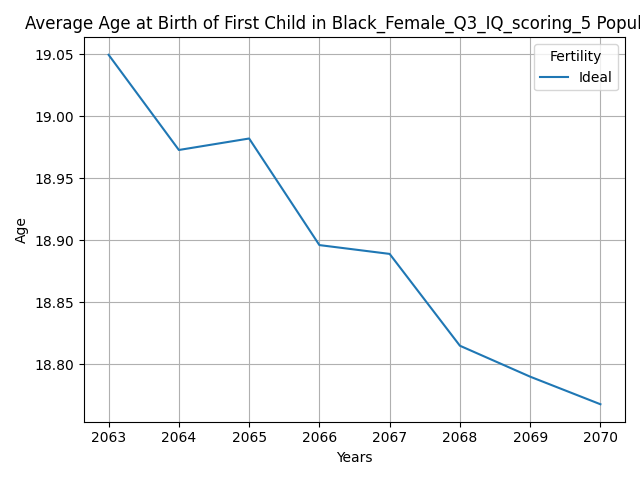 Average Age at Birth of First Child in Black_Female_Q3_IQ_scoring_5 Popul
Fertility
Ideal
19.05
19.00
18.95
18.90
18.85
18.80
Age
2063 2064 2065 2066 2067 2068 2069 2070
Years